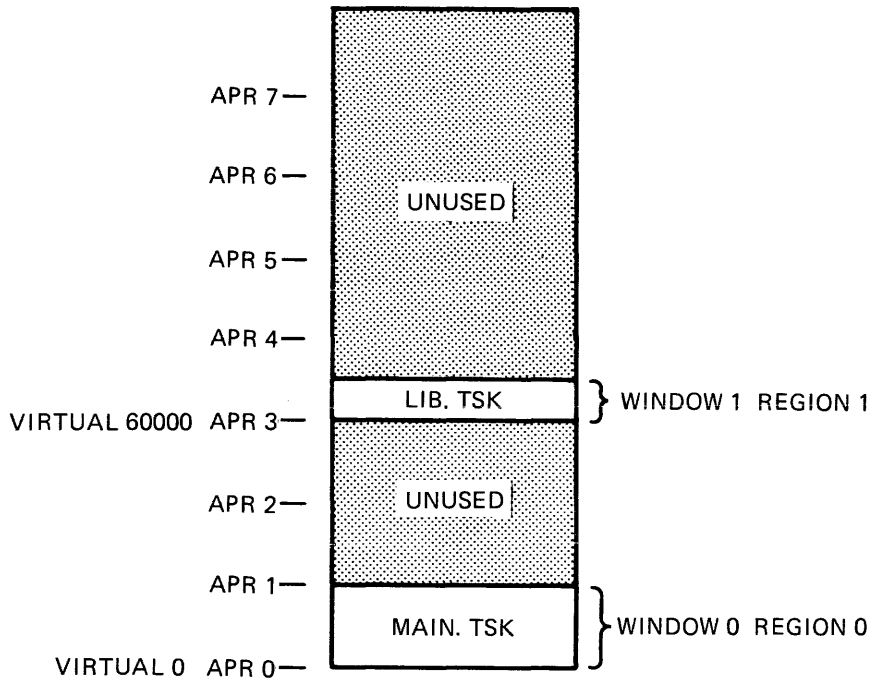 APR 7
APR 6
UNUSED
APR 5
APR 4
LIB. TSK WINDOW 1 REGION 1
VIRTUAL 60000 APR 3
APR 2 UNUSED
APR 1
MAIN. TSK WINDOW 0 REGION 0
VIRTUAL 0 APR 0